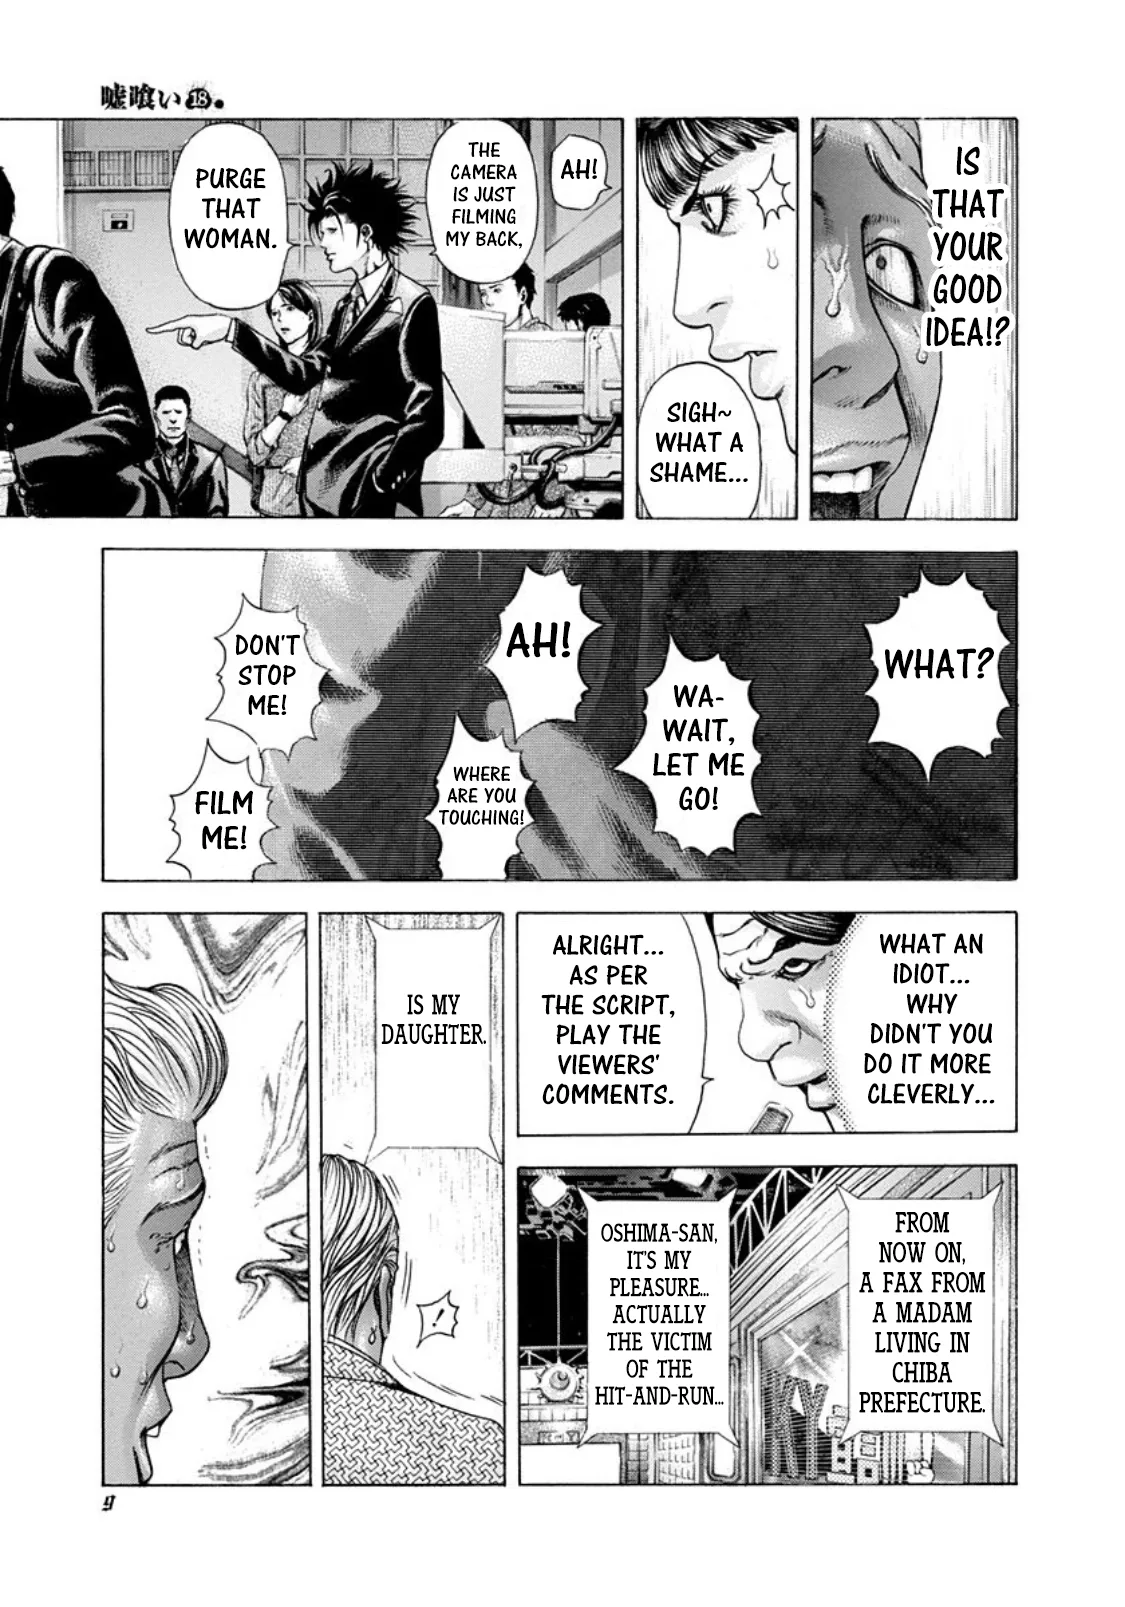 嘘喰い 18
IS
THAT
YOUR
GOOD
IDEA!?
SIGH~
WHAT A
SHAME...
AH!
THE
CAMERA
IS JUST
FILMING
MY BACK,
PURGE
THAT
WOMAN.
WHAT?
WA-
WAIT,
LET ME
GO!
AH!
WHERE
ARE YOU
TOUCHING!
DON'T
STOP
ME!
FILM
ME!
WHAT AN
IDIOT...
WHY
DIDN'T YOU
DO IT MORE
CLEVERLY...
ALRIGHT...
AS PER
THE SCRIPT,
PLAY THE
VIEWERS'
COMMENTS.
FROM
NOW ON,
A FAX FROM
A MADAM
LIVING IN
CHIBA
PREFECTURE.
OSHIMA-SAN,
IT'S MY
PLEASURE...
ACTUALLY
THE VICTIM
OF THE
HIT-AND-RUN...
IS MY
DAUGHTER.
!
9